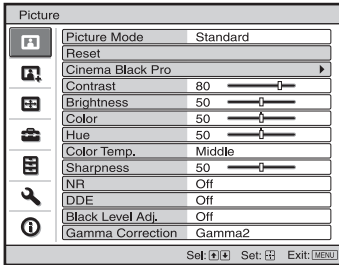 Picture
Picture Mode Standard
Reset
Cinema Black Pro
Contrast 80
Brightness 50
Color 50
Hue 50
Color Temp. Middle
Sharpness 50
NR Off
DDE Off
Black Level Adj. Off
Gamma Correction Gamma2
Sel: Set: Exit: MENU